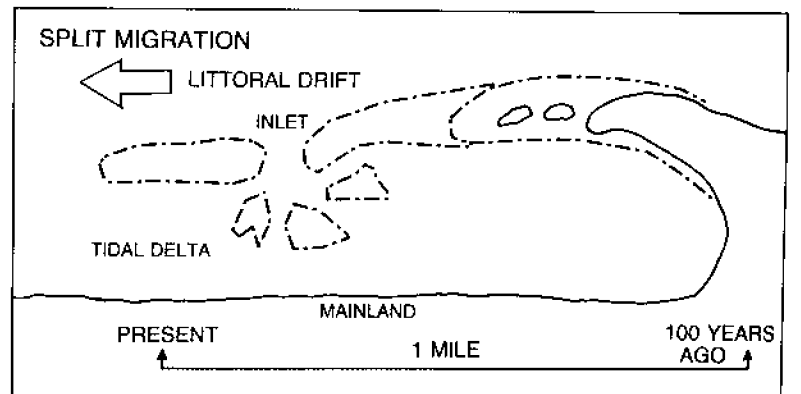 SPLIT MIGRATION
LITTORAL DRIFT
INLET
TIDAL DELTA
MAINLAND
PRESENT
1 MILE
100 YEARS
AGO